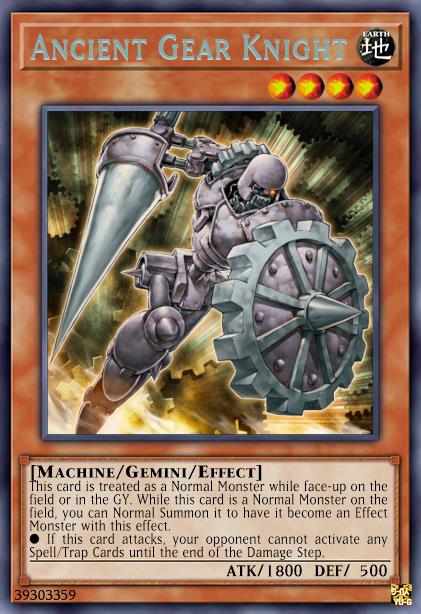 ANCIENT GEAR KNIGHT
EARTH
地
[MACHINE/GEMINI/EFFECT]
This card is treated as a Normal Monster while face-up on the
field or in the GY. While this card is a Normal Monster on the
field, you can Normal Summon it to have it become an Effect
Monster with this effect.
● If this card attacks, your opponent cannot activate any
Spell/Trap Cards until the end of the Damage Step.
ATK/1800 DEF/ 500
39303359